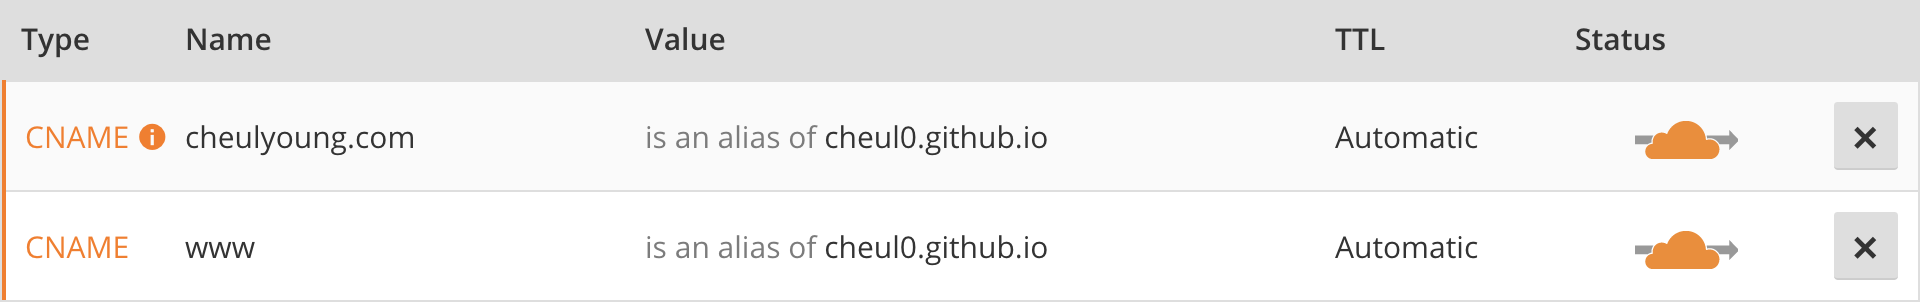 Type Name Value TTL Status
CNAME i cheulyoung.com is an alias of cheul0.github.io Automatic
CNAME www is an alias of cheul0.github.io Automatic